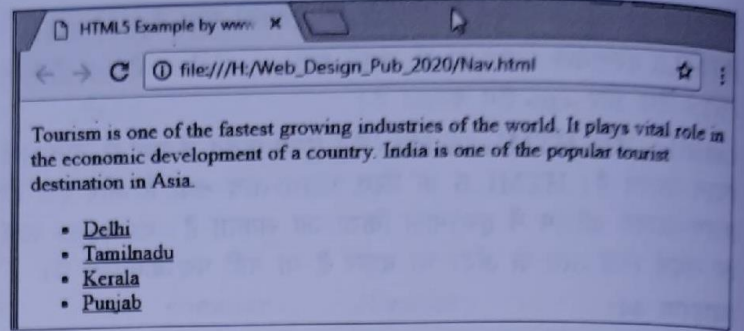 HTML5 Example by www.
file:///H:/Web_Design_Pub_2020/Nav.html
Tourism is one of the fastest growing industries of the world. It plays vital role in
the economic development of a country. India is one of the popular tourist
destination in Asia.
Delhi
Tamilnadu
Kerala
Punjab